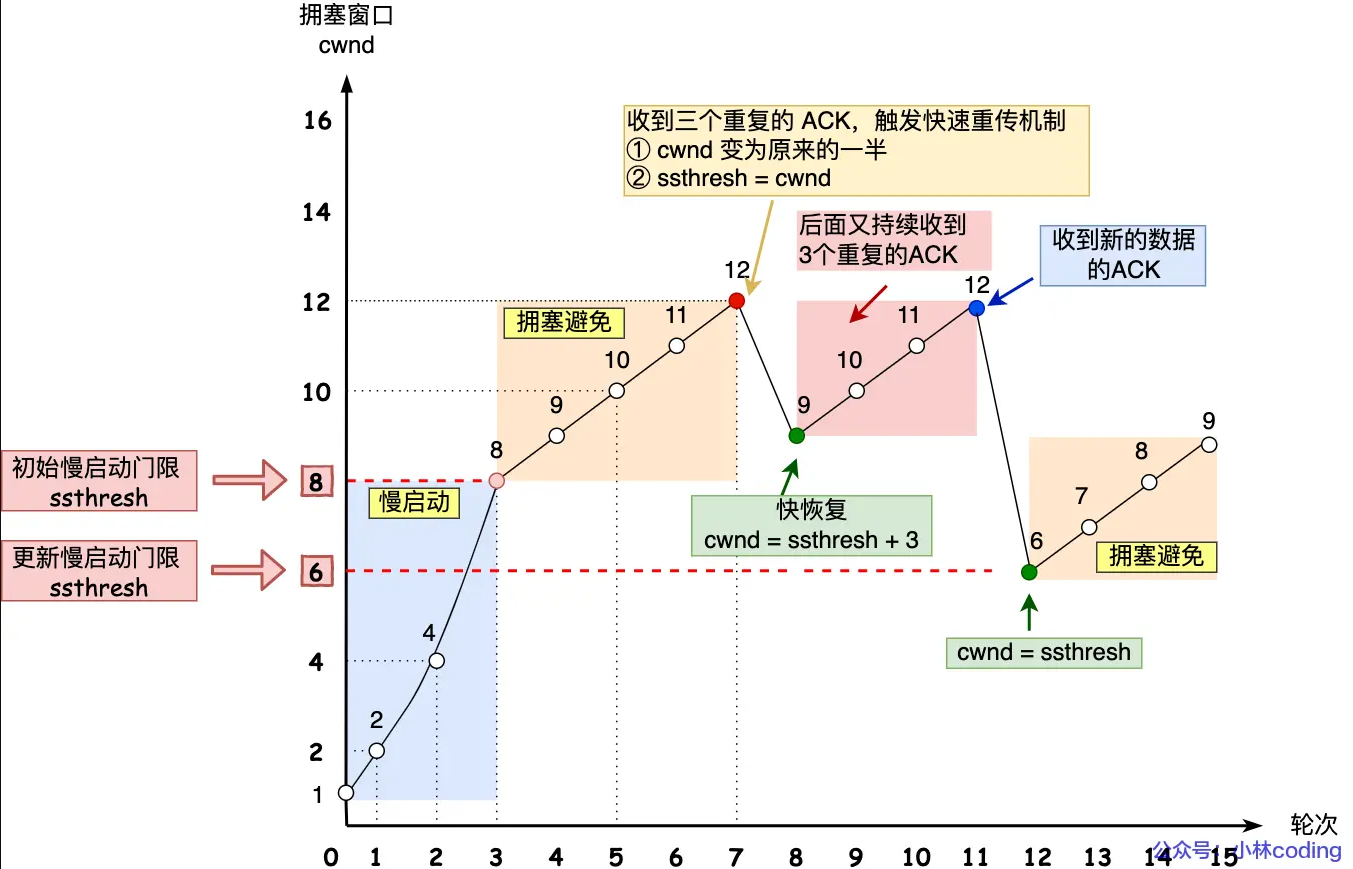 拥塞窗口
cwnd
16
收到三个重复的 ACK，触发快速重传机制
① cwnd 变为原来的一半
② ssthresh = cwnd
14
后面又持续收到
3个重复的ACK
收到新的数据
的ACK
12
12
12
拥塞避免
11
11
10
10
10
9
9
9
8
初始慢启动门限
ssthresh
8
慢启动
快恢复
cwnd = ssthresh + 3
8
7
6
拥塞避免
更新慢启动门限
ssthresh
6
4
4
cwnd = ssthresh
2
2
1
轮次
0 1 2 3 4 5 6 7 8 9 10 11 12 13 14 15
公众号：小林coding